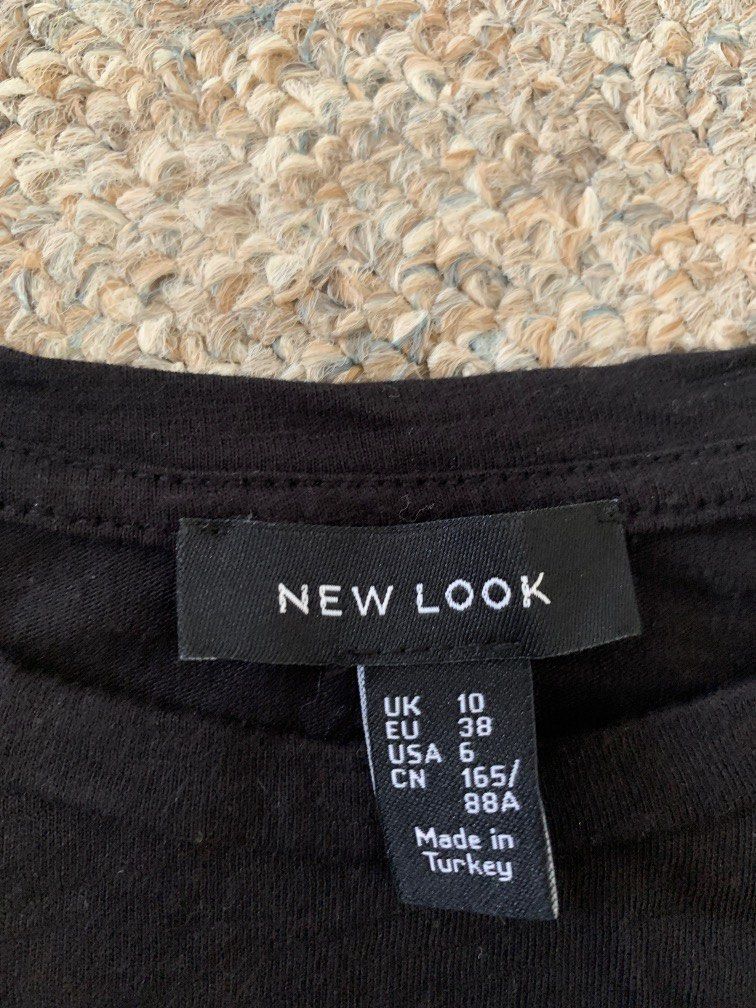 NEW LOOK
UK 10
EU 38
USA 6
CN 165/
88A
Made in
Turkey